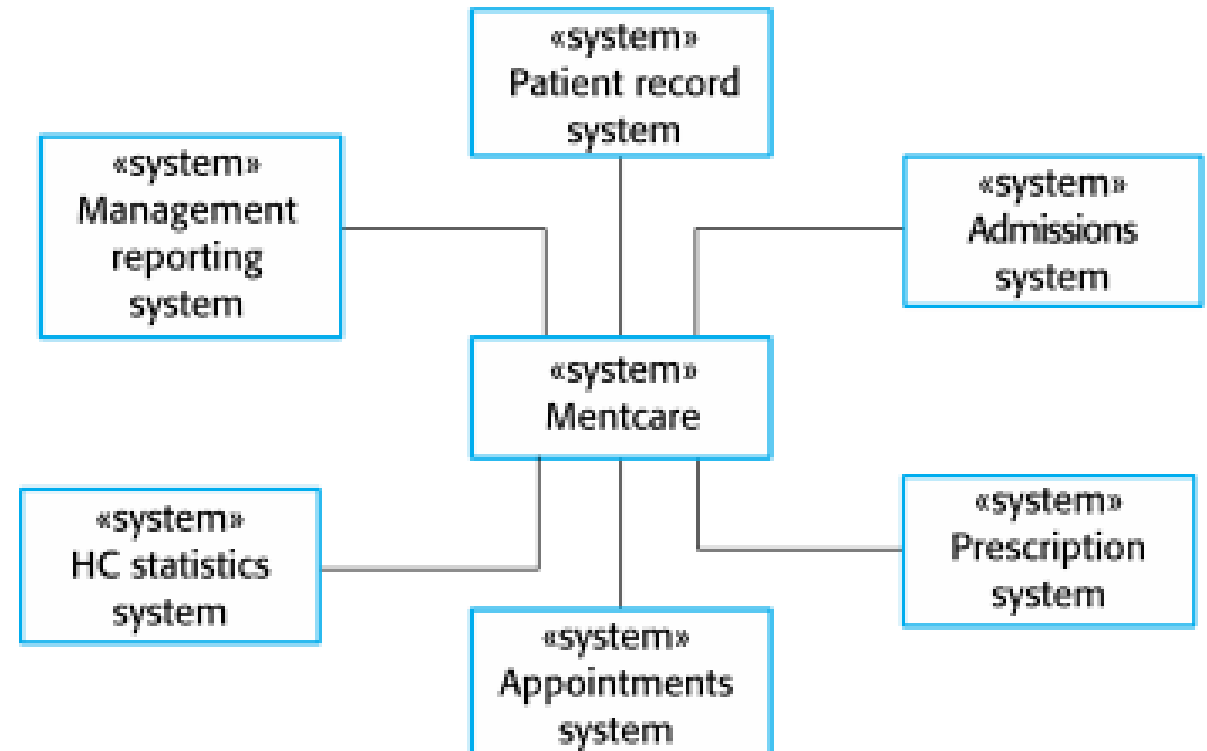 «system»
Patient record
system
«system»
Management
reporting
system
«system»
Admissions
system
«system»
Mentcare
«system»
HC statistics
system
«system»
Prescription
system
«system»
Appointments
system